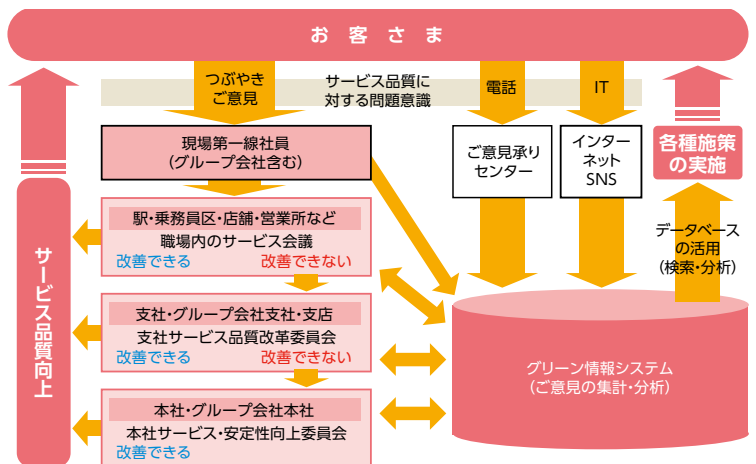 お客さま
つぶやき
ご意見
サービス品質に
対する問題意識
電話
IT
現場第一線社員
(グループ会社含む)
ご意見承り
センター
インター
ネット
SNS
各種施策
の実施
駅・乗務員区・店舗・営業所など
職場内のサービス会議
改善できる 改善できない
データベース
の活用
(検索・分析)
支社・グループ会社支社・支店
支社サービス品質改革委員会
改善できる 改善できない
本社・グループ会社本社
本社サービス・安定性向上委員会
改善できる
グリーン情報システム
(ご意見の集計・分析)
サービス品質向上